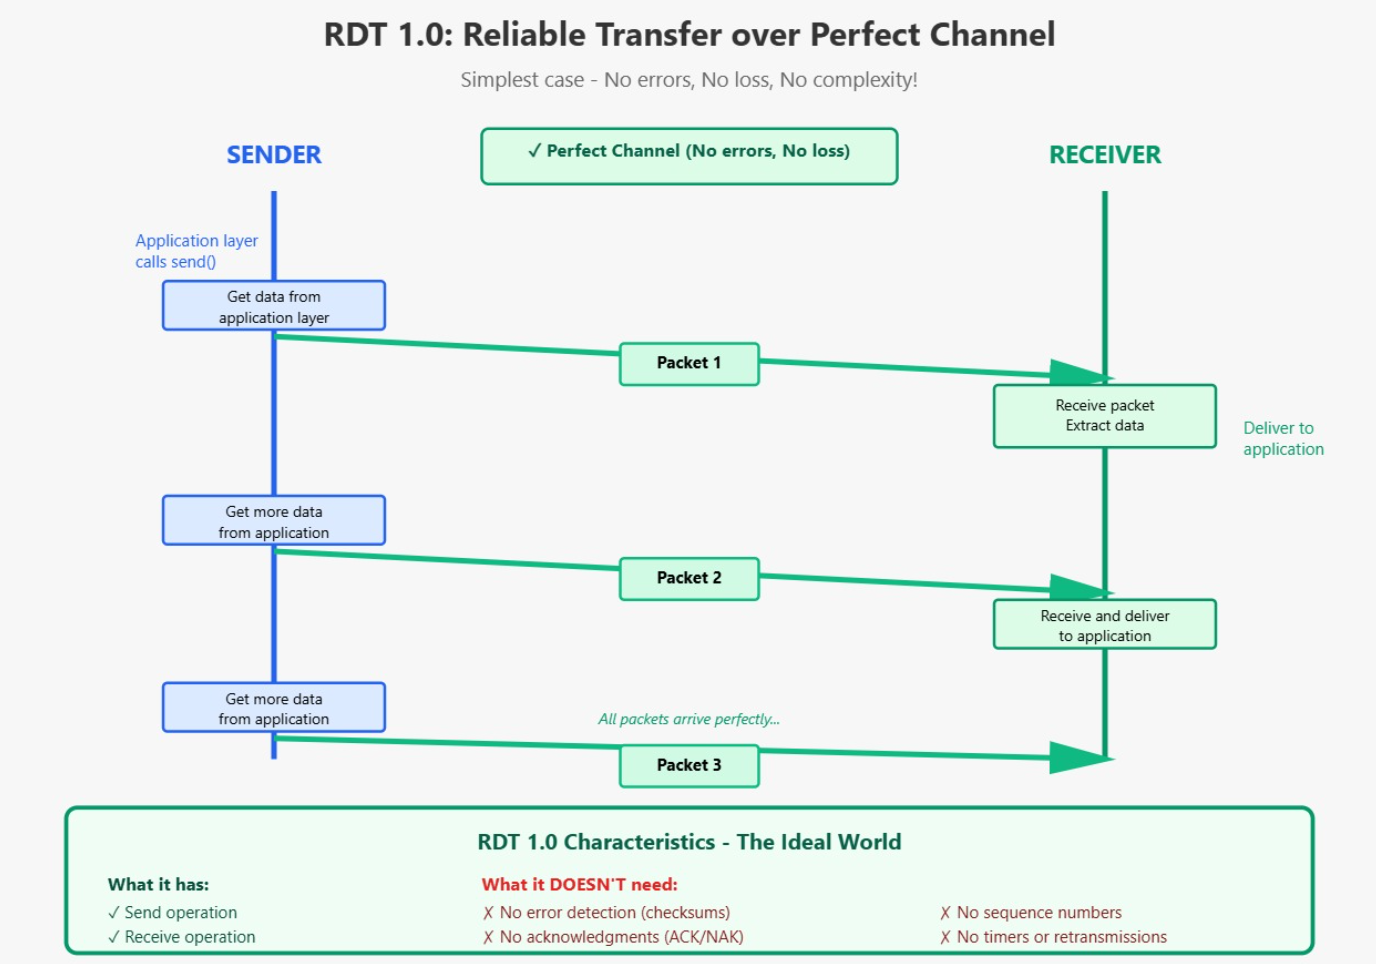 RDT 1.0: Reliable Transfer over Perfect Channel
Simplest case - No errors, No loss, No complexity!
SENDER
✓ Perfect Channel (No errors, No loss)
RECEIVER
Application layer
calls send()
Get data from
application layer
Packet 1
Receive packet
Extract data
Deliver to
application
Get more data
from application
Packet 2
Receive and deliver
to application
Get more data
from application
All packets arrive perfectly...
Packet 3
RDT 1.0 Characteristics - The Ideal World
What it has:
✓ Send operation
✓ Receive operation
What it DOESN'T need:
✗ No error detection (checksums)
✗ No acknowledgments (ACK/NAK)
✗ No sequence numbers
✗ No timers or retransmissions